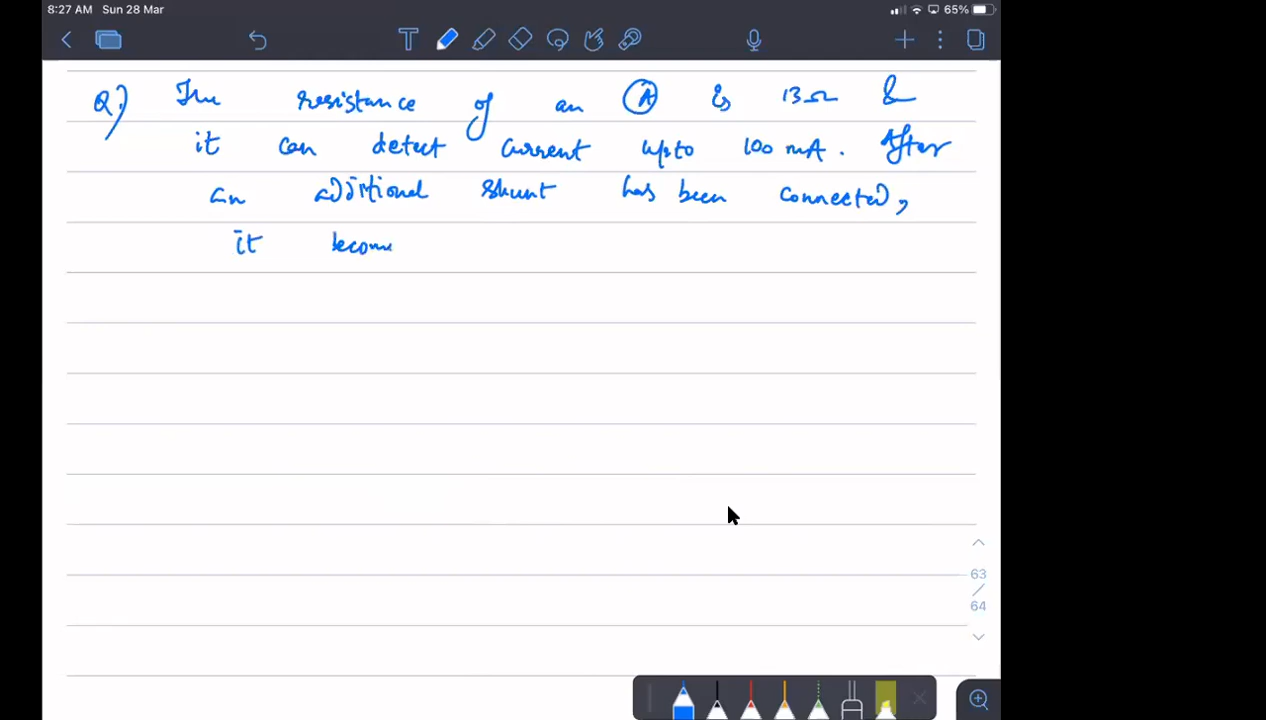 8:27 AM Sun 28 Mar 65%
T
Q.) The resistance of an (A) is 13Ω &
it can detect current upto 100 mA. After
an additional shunt has been connected,
it becom
63
/
64